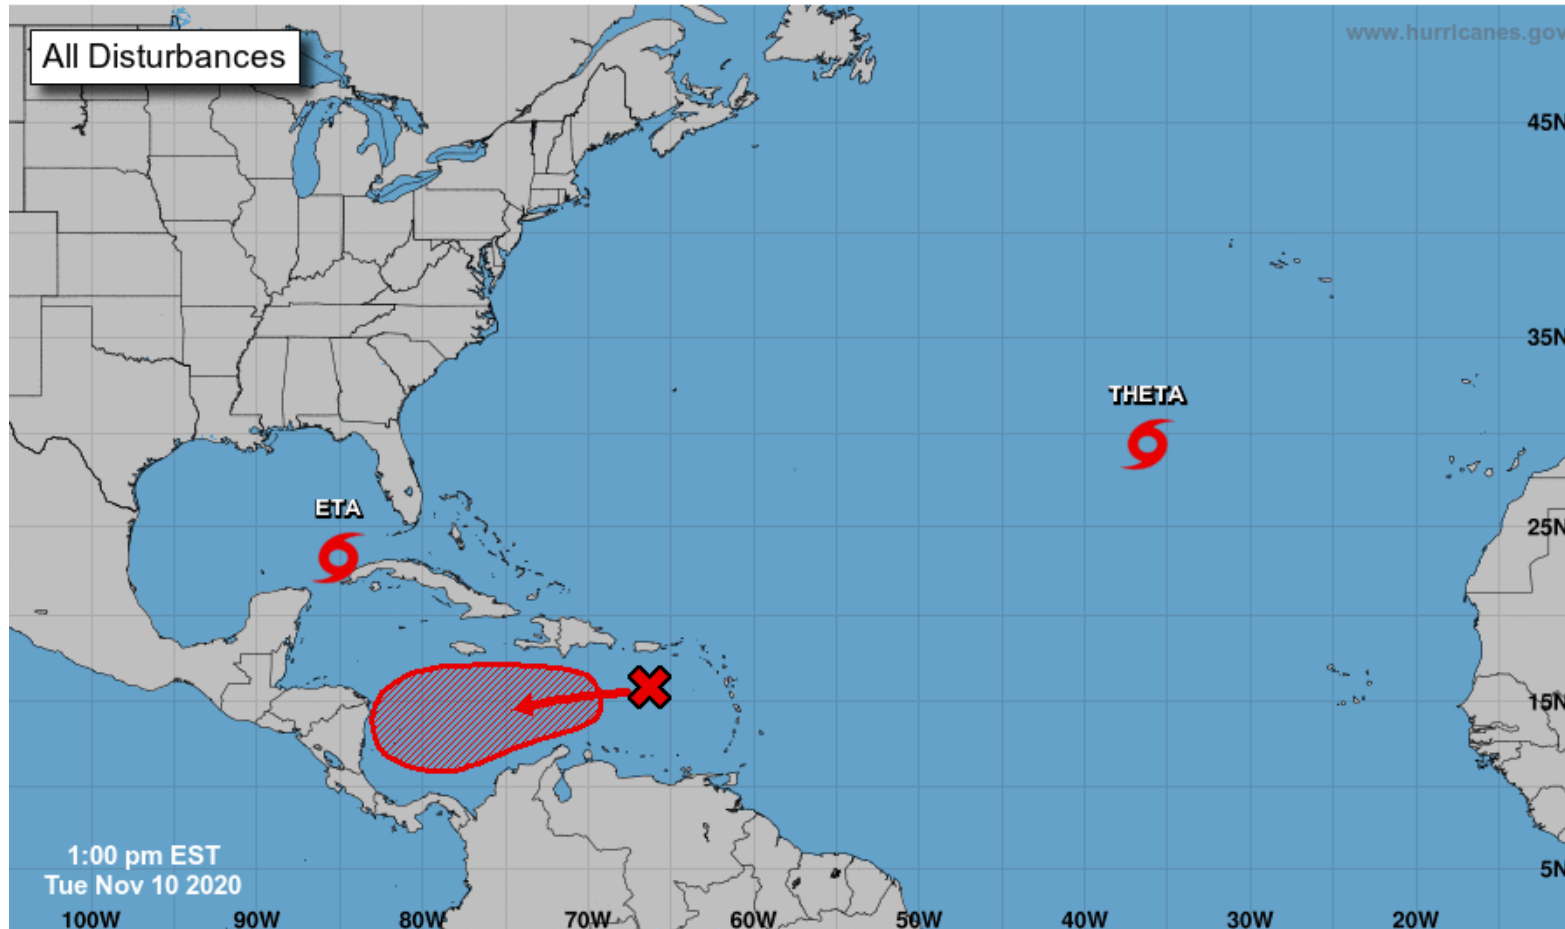 All Disturbances
www.hurricanes.gov
45N
35N
THETA
ETA
25N
15N
1:00 pm EST
Tue Nov 10 2020
5N
100W 90W 80W 70W 60W 50W 40W 30W 20W